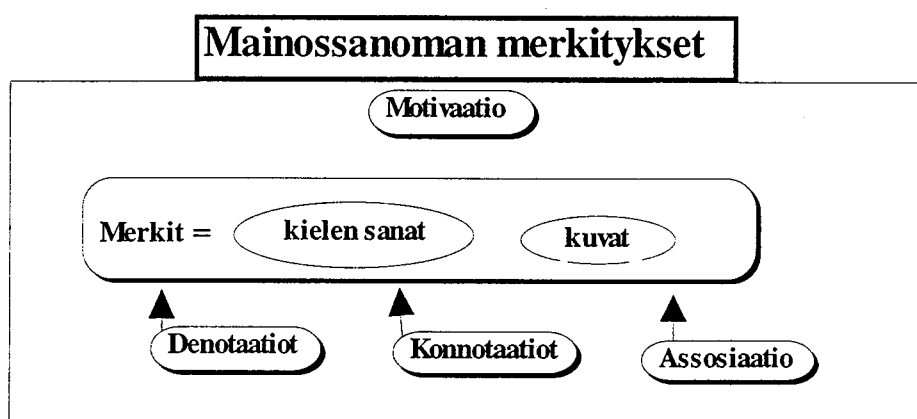 Mainossanoman merkitykset
Motivaatio
Merkit = kielen sanat kuvat
Denotaatiot Konnotaatiot Assosiaatio